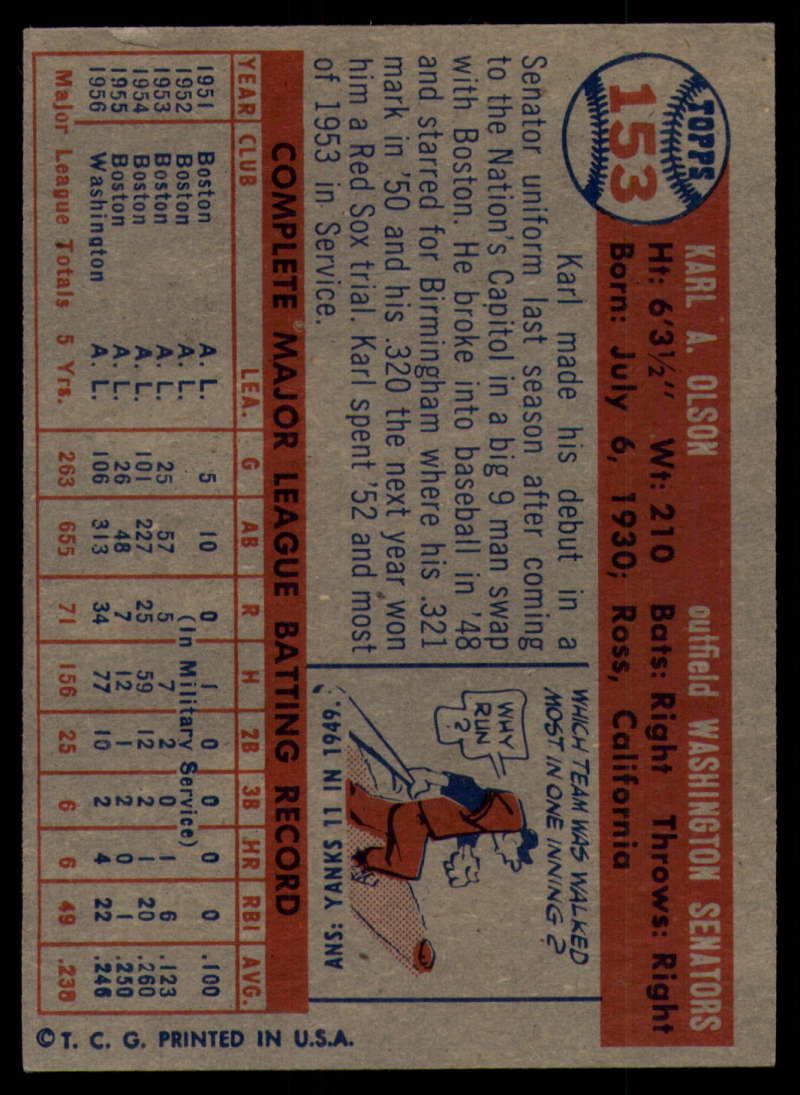 TOPPS
153
KARL A. OLSON outfield WASHINGTON SENATORS
Ht: 6'3½" Wt: 210 Bats: Right Throws: Right
Born: July 6, 1930; Ross, California
Karl made his debut in a
Senator uniform last season after coming
to the Nation's Capitol in a big 9 man swap
with Boston. He broke into baseball in '48
and starred for Birmingham where his .321
mark in '50 and his .320 the next year won
him a Red Sox trial. Karl spent '52 and most
of 1953 in Service.
WHICH TEAM WAS WALKED
MOST IN ONE INNING?
WHY
RUN
?
ANS: YANKS 11 IN 1949.
COMPLETE MAJOR LEAGUE BATTING RECORD
YEAR CLUB LEA. G AB R H 2B 3B HR RBI AVG.
1951 Boston A. L. 5 10 0 1 0 0 0 0 .100
1952 Boston A. L. (In Military Service)
1953 Boston A. L. 25 57 5 7 2 0 1 6 .123
1954 Boston A. L. 101 227 25 59 12 2 1 20 .260
1955 Boston A. L. 26 48 7 12 1 2 0 1 .250
1956 Washington A. L. 106 313 34 77 10 2 4 22 .246
Major League Totals 5 Yrs. 263 655 71 156 25 6 6 49 .238
© T. C. G. PRINTED IN U.S.A.